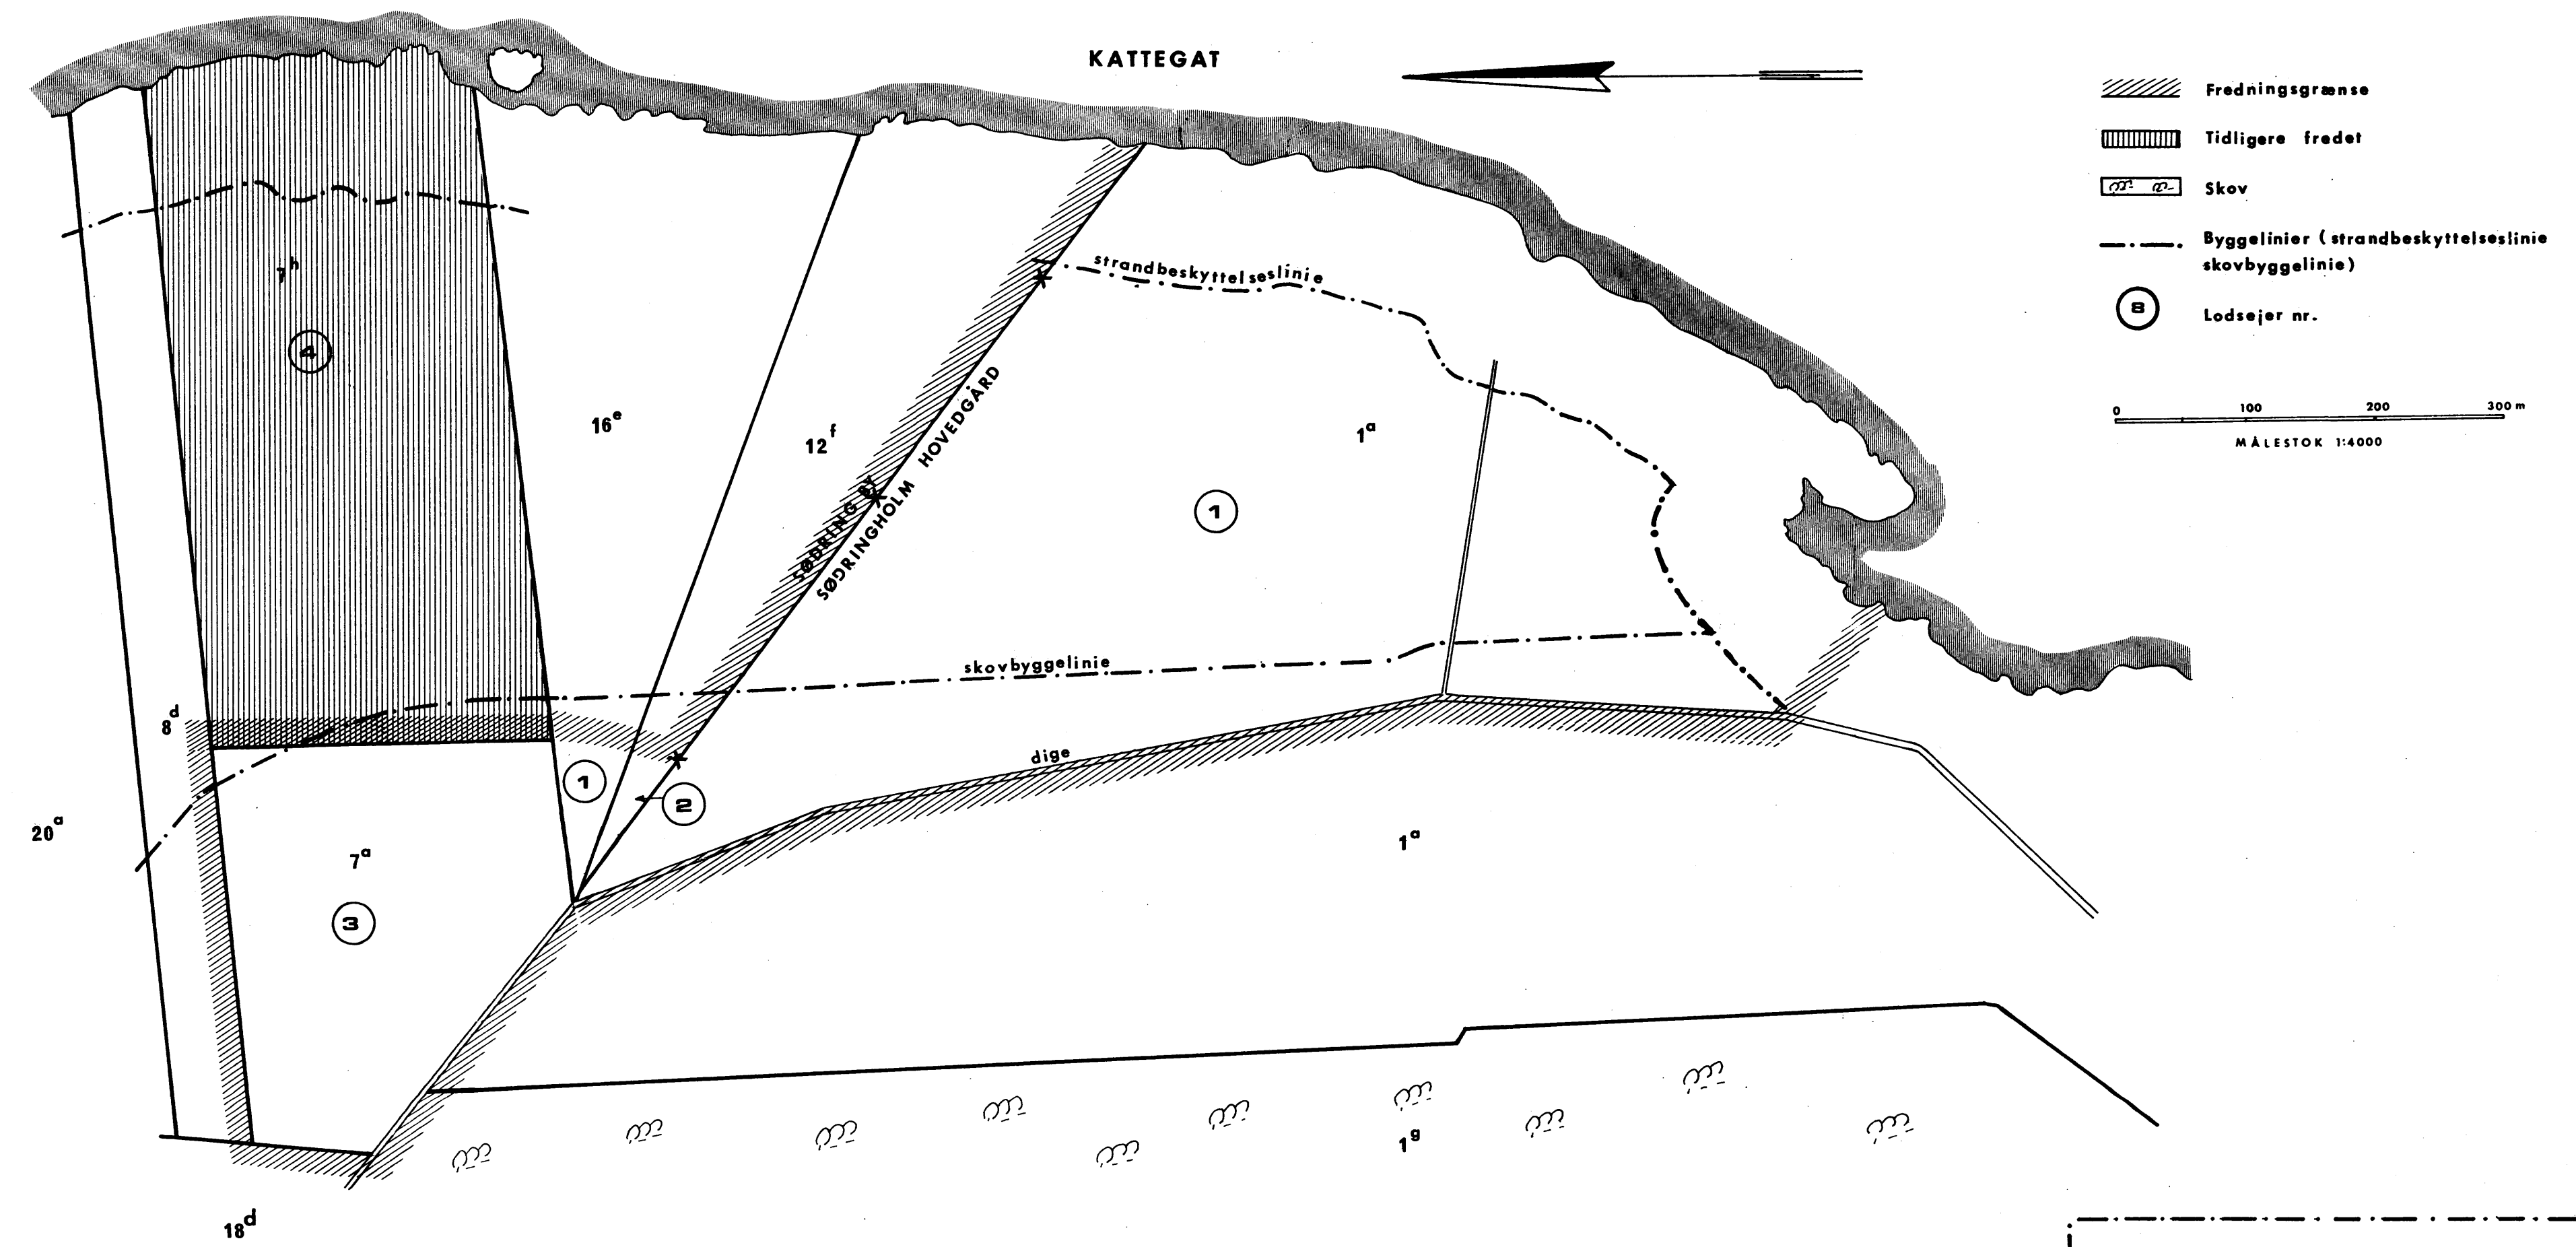 KATTEGAT
Fredningsgrænse
Tidligere fredet
Skov
Byggelinier (strandbeskyttelseslinie
skovbyggelinie)
8
Lodsejer nr.
0 100 200 300 m
MÅLESTOK 1:4000
strandbeskyttelseslinie
7h
4
16e
12f
1a
SØDRING BY
SØDRINGHOLM HOVEDGÅRD
1
skovbyggelinie
8d
dige
1
2
20a
7a
3
1a
1g
18d